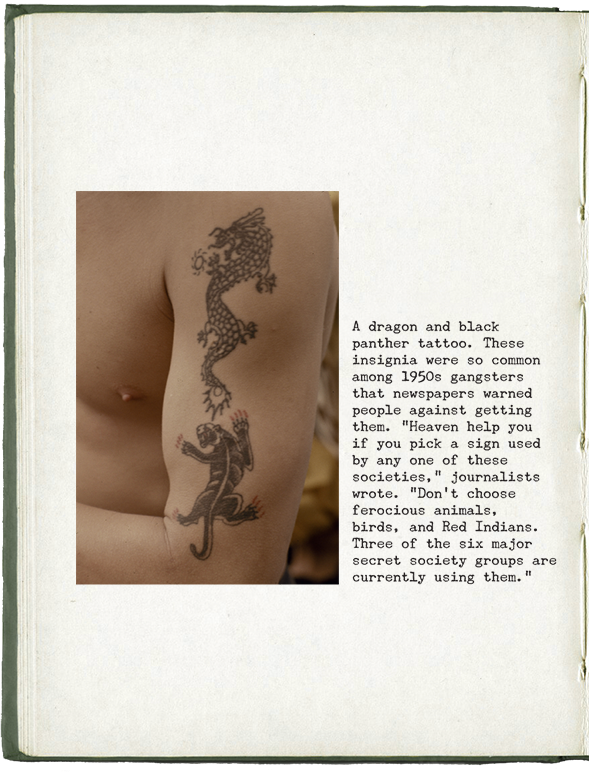 A dragon and black
panther tattoo. These
insignia were so common
among 1950s gangsters
that newspapers warned
people against getting
them. "Heaven help you
if you pick a sign used
by any one of these
societies," journalists
wrote. "Don't choose
ferocious animals,
birds, and Red Indians.
Three of the six major
secret society groups are
currently using them."